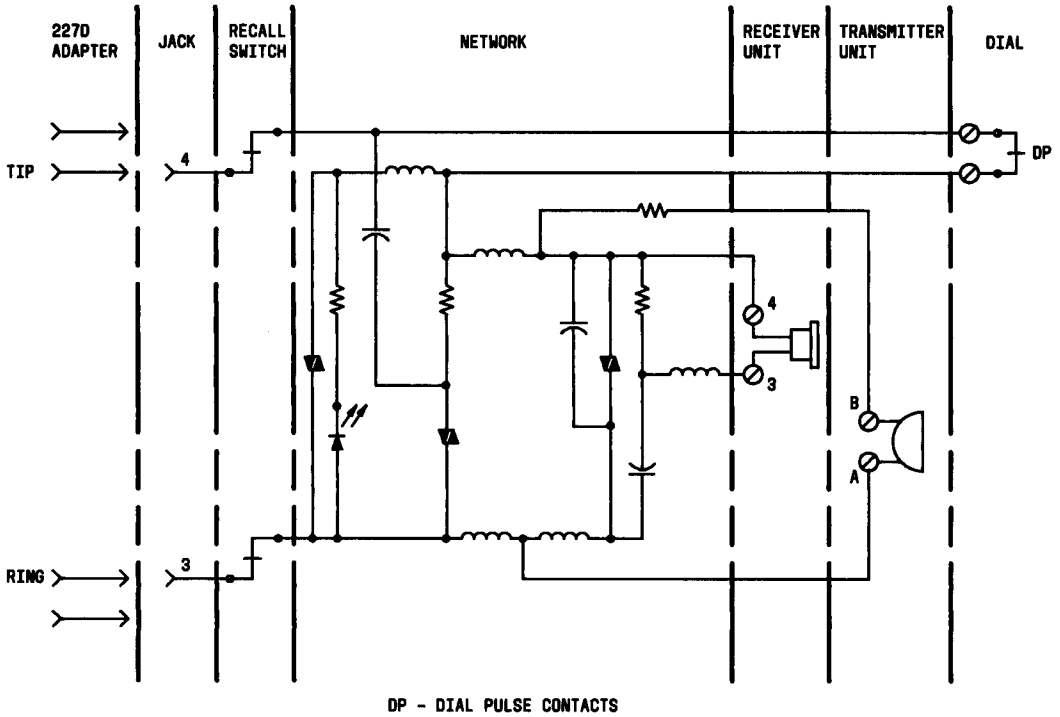 227D
ADAPTER
JACK
RECALL
SWITCH
NETWORK
RECEIVER
UNIT
TRANSMITTER
UNIT
DIAL
TIP
4
DP
4
3
B
A
RING
3
DP - DIAL PULSE CONTACTS